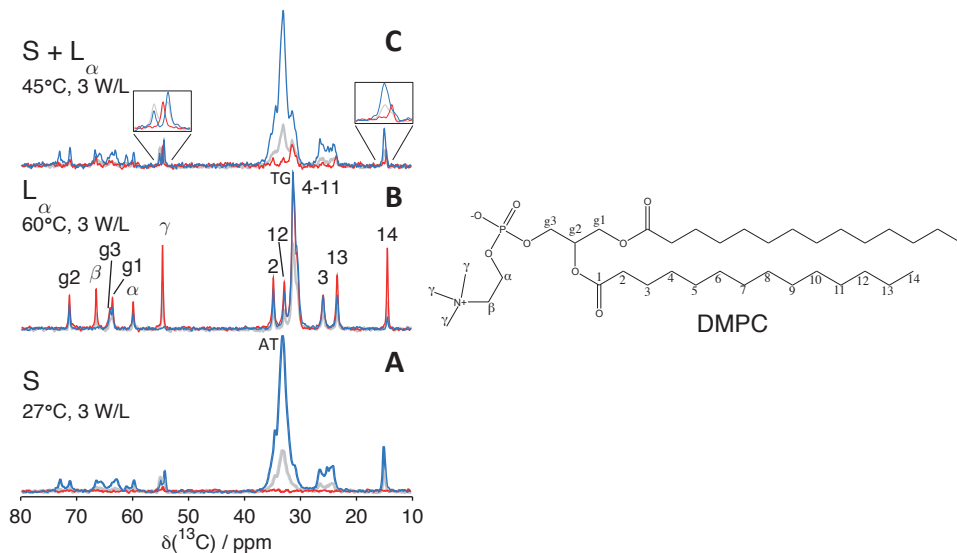 S + Lα
45°C, 3 W/L
C
TG
4-11
Lα
60°C, 3 W/L
B
g2
β
g3
g1
α
γ
2
12
3
13
14
AT
S
27°C, 3 W/L
A
80 70 60 50 40 30 20 10
δ(¹³C) / ppm
O
-O
P
O
O
g3
g2
g1
O
O
α
β
γ
γ
γ
N+
O
O
1
2
3
4
5
6
7
8
9
10
11
12
13
14
DMPC